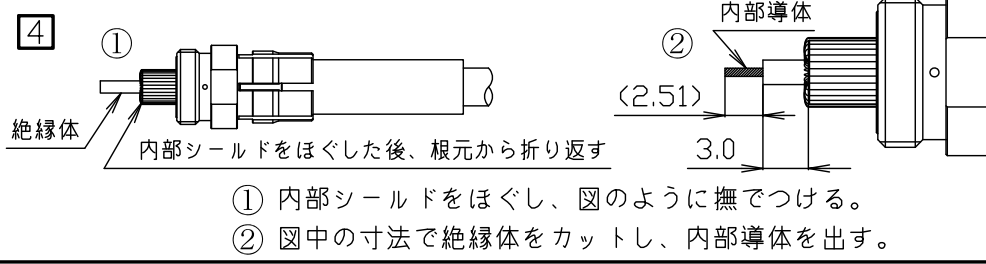 4
①
②
内部導体
(2.51)
3.0
絶縁体
内部シールドをほぐした後、根元から折り返す
① 内部シールドをほぐし、図のように撫でつける。
② 図中の寸法で絶縁体をカットし、内部導体を出す。